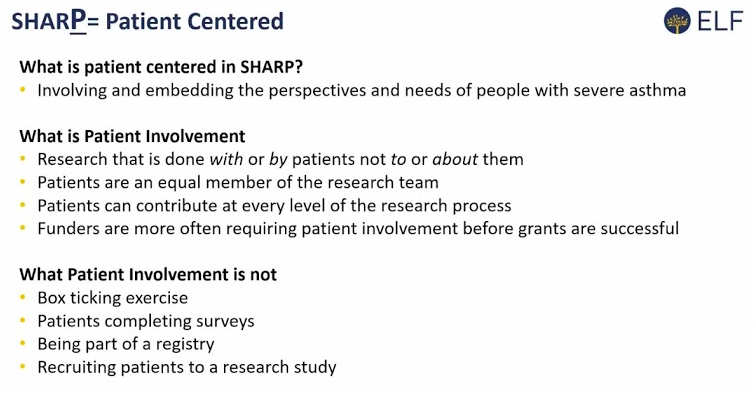 SHARP= Patient Centered
ELF
What is patient centered in SHARP?
• Involving and embedding the perspectives and needs of people with severe asthma
What is Patient Involvement
• Research that is done with or by patients not to or about them
• Patients are an equal member of the research team
• Patients can contribute at every level of the research process
• Funders are more often requiring patient involvement before grants are successful
What Patient Involvement is not
• Box ticking exercise
• Patients completing surveys
• Being part of a registry
• Recruiting patients to a research study